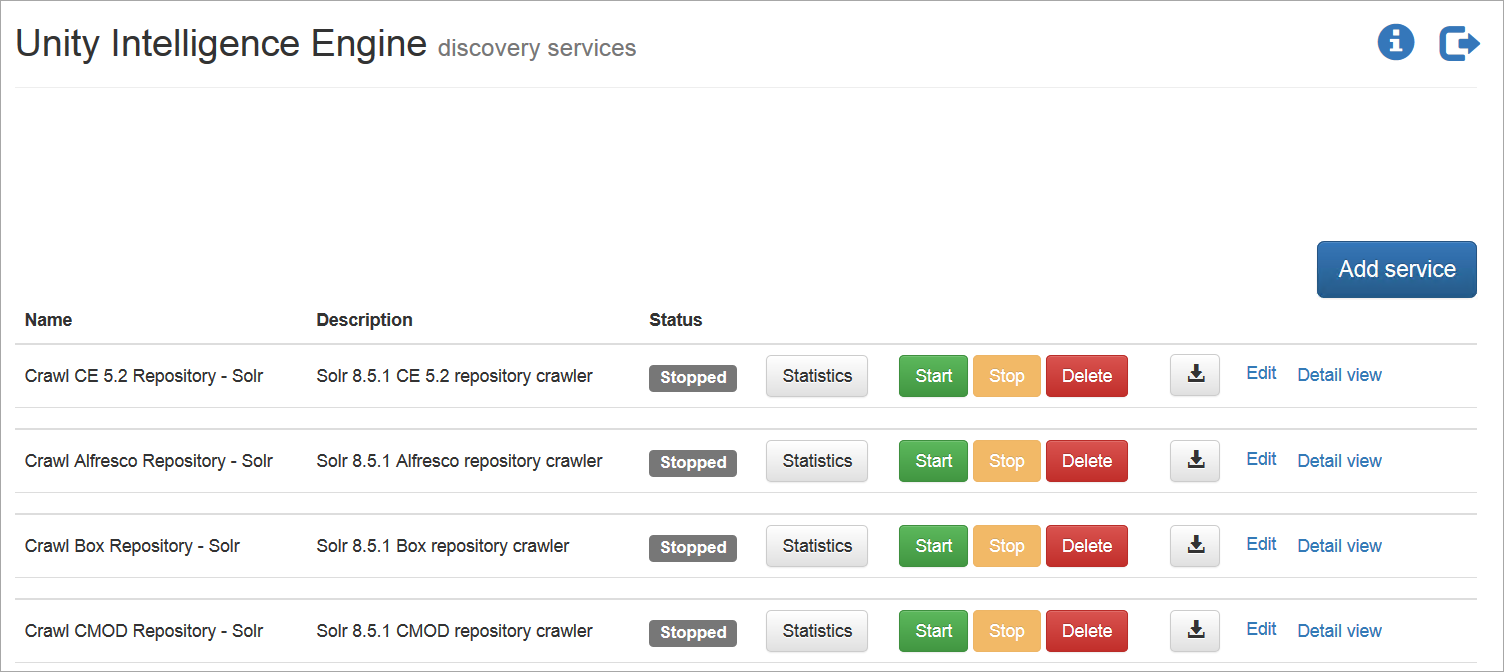 Unity Intelligence Engine discovery services
Add service
Name Description Status
Crawl CE 5.2 Repository - Solr Solr 8.5.1 CE 5.2 repository crawler Stopped Statistics Start Stop Delete Edit Detail view
Crawl Alfresco Repository - Solr Solr 8.5.1 Alfresco repository crawler Stopped Statistics Start Stop Delete Edit Detail view
Crawl Box Repository - Solr Solr 8.5.1 Box repository crawler Stopped Statistics Start Stop Delete Edit Detail view
Crawl CMOD Repository - Solr Solr 8.5.1 CMOD repository crawler Stopped Statistics Start Stop Delete Edit Detail view